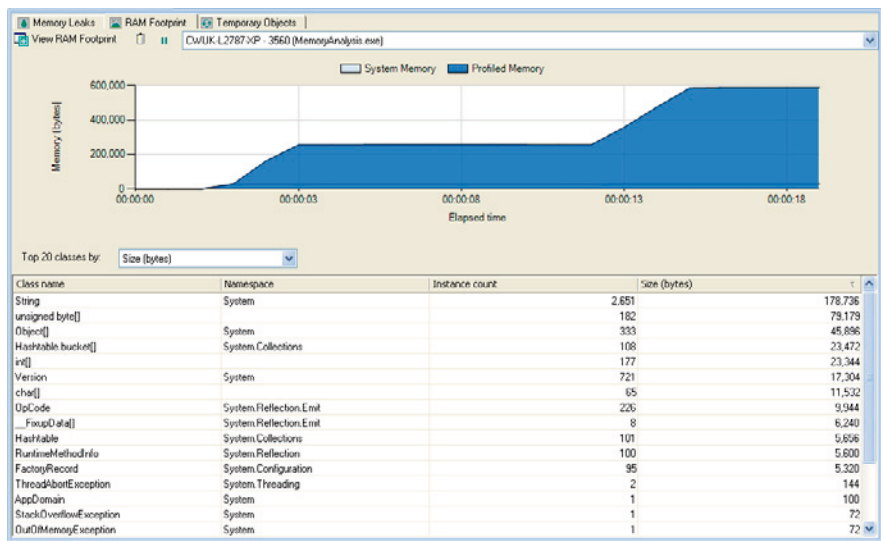 Memory Leaks RAM Footprint Temporary Objects
View RAM Footprint CWUK-L2787-XP - 3560 (MemoryAnalysis.exe)
System Memory Profiled Memory
Memory (bytes)
600,000
400,000
200,000
0
00:00:00 00:00:03 00:00:08 00:00:13 00:00:18
Elapsed time
Top 20 classes by: Size (bytes)
Class name Namespace Instance count Size (bytes)
String System 2,651 178,736
unsigned byte[] 182 79,179
Object[] System 333 45,896
Hashtable.bucket[] System.Collections 108 23,472
int[] 177 23,344
Version System 721 17,304
char[] 65 11,532
OpCode System.Reflection.Emit 226 9,944
__FixupData[] System.Reflection.Emit 8 6,240
Hashtable System.Collections 101 5,656
RuntimeMethodInfo System.Reflection 100 5,600
FactoryRecord System.Configuration 95 5,320
ThreadAbortException System.Threading 2 144
AppDomain System 1 100
StackOverflowException System 1 72
OutOfMemoryException System 1 72